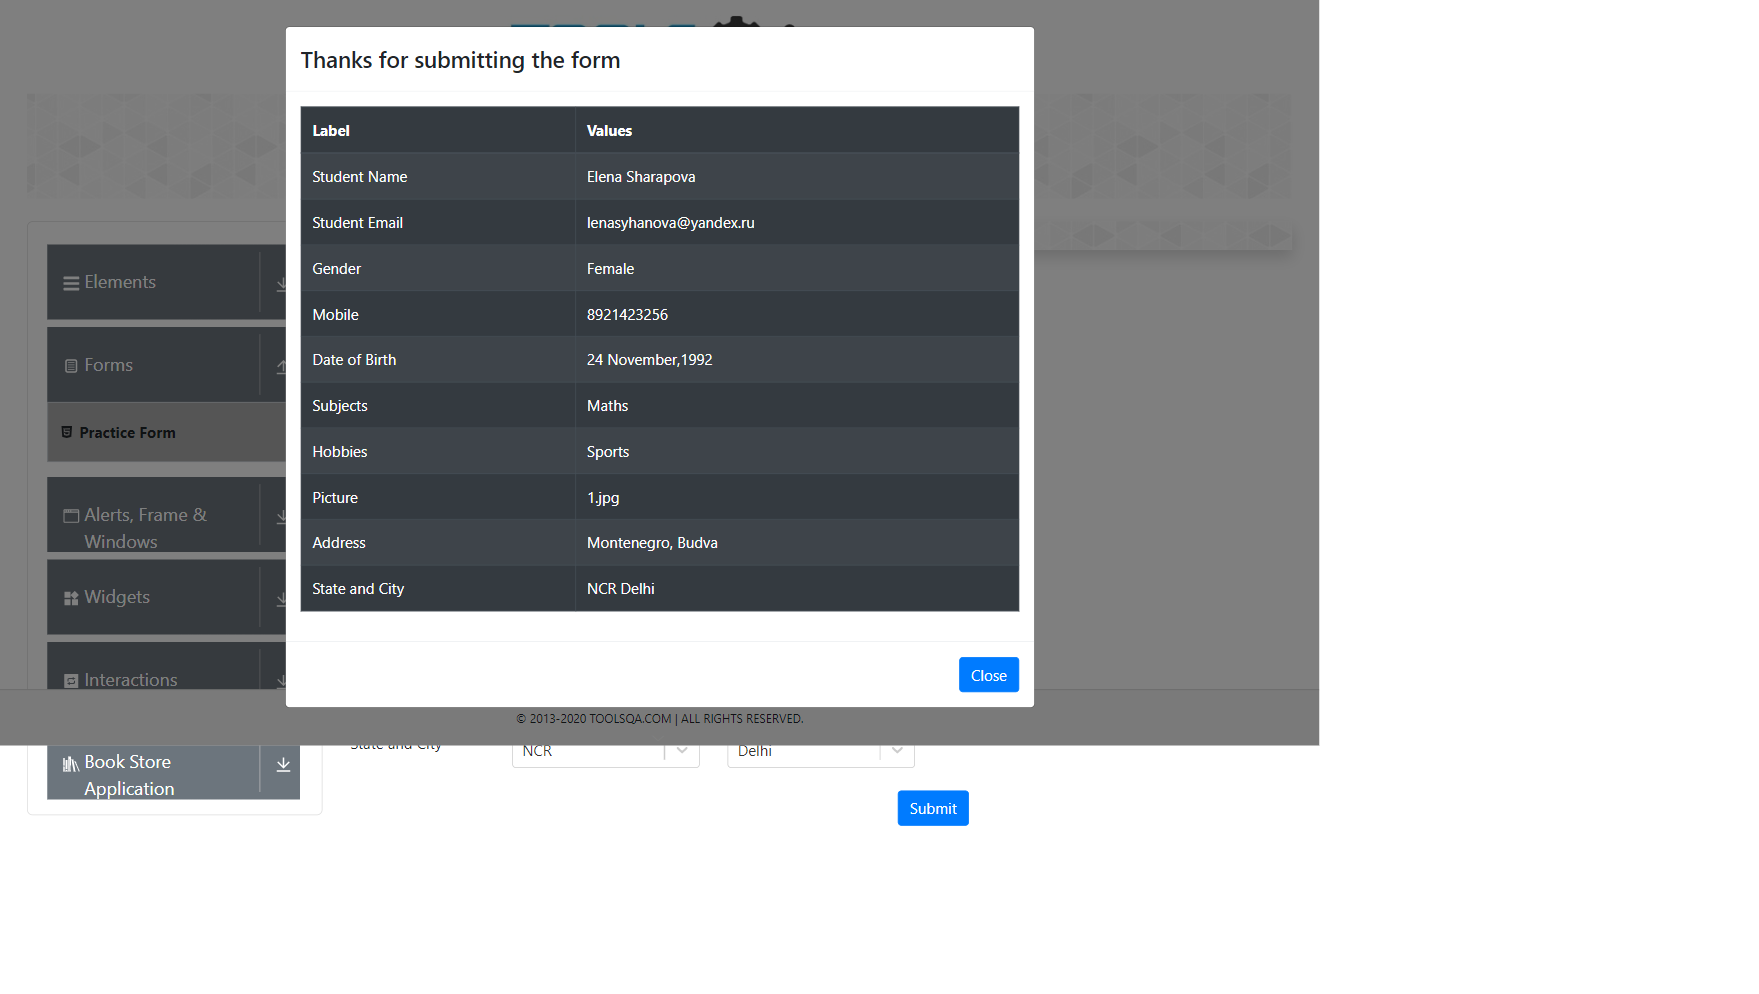 Thanks for submitting the form
Label Values
Student Name Elena Sharapova
Student Email lenasyhanova@yandex.ru
Gender Female
Mobile 8921423256
Date of Birth 24 November,1992
Subjects Maths
Hobbies Sports
Picture 1.jpg
Address Montenegro, Budva
State and City NCR Delhi
Close
Elements
Forms
Practice Form
Alerts, Frame &
Windows
Widgets
Interactions
© 2013-2020 TOOLSQA.COM | ALL RIGHTS RESERVED.
Book Store
Application
State and City NCR Delhi
Submit